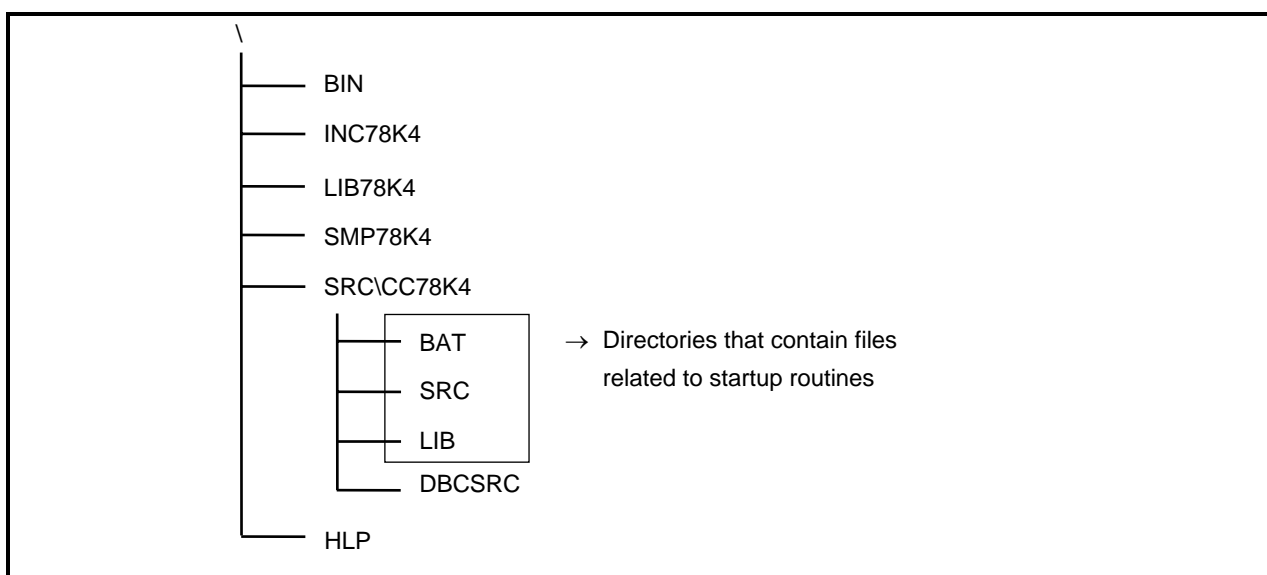 \
BIN
INC78K4
LIB78K4
SMP78K4
SRC\CC78K4
BAT → Directories that contain files
SRC related to startup routines
LIB
DBCSRC
HLP